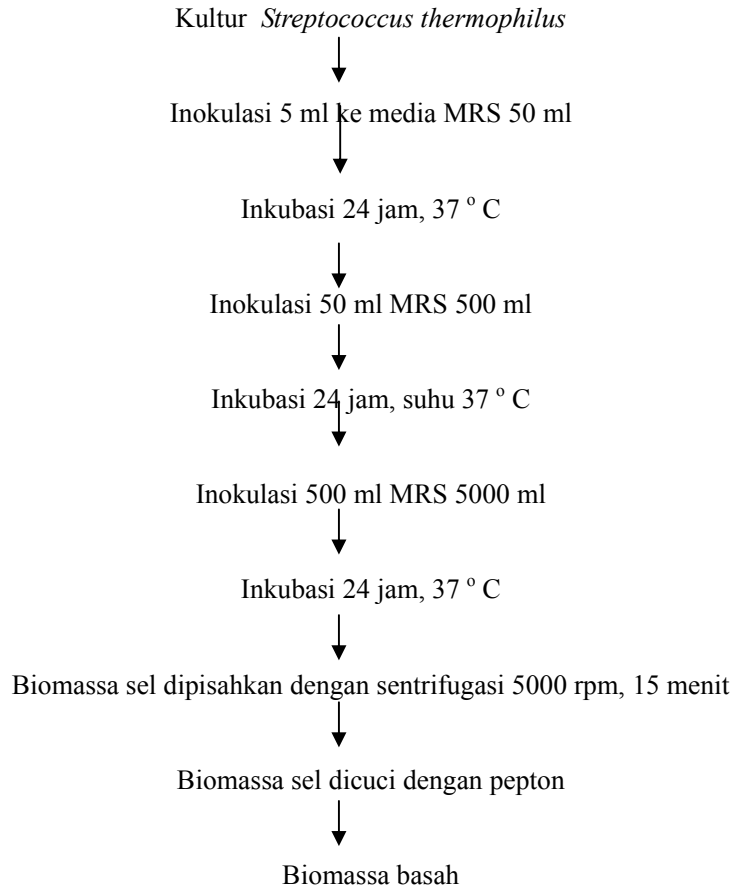 Kultur Streptococcus thermophilus
Inokulasi 5 ml ke media MRS 50 ml
Inkubasi 24 jam, 37 ° C
Inokulasi 50 ml MRS 500 ml
Inkubasi 24 jam, suhu 37 ° C
Inokulasi 500 ml MRS 5000 ml
Inkubasi 24 jam, 37 ° C
Biomassa sel dipisahkan dengan sentrifugasi 5000 rpm, 15 menit
Biomassa sel dicuci dengan pepton
Biomassa basah